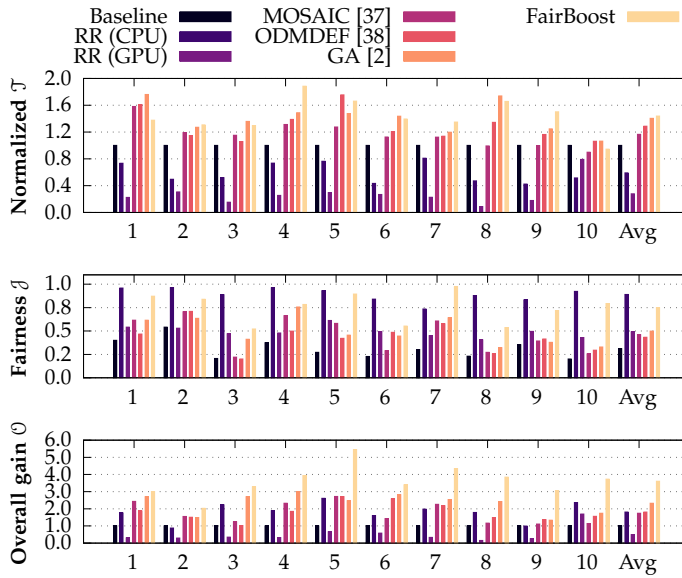 Baseline MOSAIC [37] FairBoost
RR (CPU) ODMDEF [38]
RR (GPU) GA [2]
Normalized 𝒯
2.0
1.6
1.2
0.8
0.4
0.0
1 2 3 4 5 6 7 8 9 10 Avg
Fairness 𝒥
1.0
0.8
0.5
0.2
0.0
1 2 3 4 5 6 7 8 9 10 Avg
Overall gain 𝒪
6.0
5.0
4.0
3.0
2.0
1.0
0.0
1 2 3 4 5 6 7 8 9 10 Avg